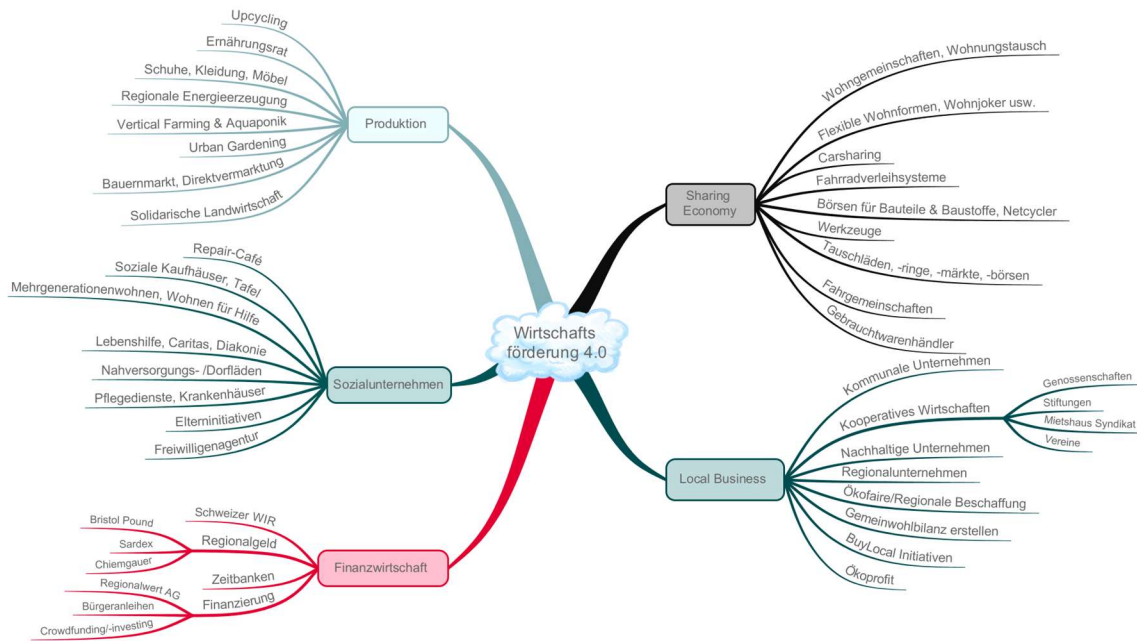 Wirtschafts
förderung 4.0
Produktion
Upcycling
Ernährungsrat
Schuhe, Kleidung, Möbel
Regionale Energieerzeugung
Vertical Farming & Aquaponik
Urban Gardening
Bauernmarkt, Direktvermarktung
Solidarische Landwirtschaft
Sozialunternehmen
Repair-Café
Soziale Kaufhäuser, Tafel
Mehrgenerationenwohnen, Wohnen für Hilfe
Lebenshilfe, Caritas, Diakonie
Nahversorgungs- /Dorfläden
Pflegedienste, Krankenhäuser
Elterninitiativen
Freiwilligenagentur
Finanzwirtschaft
Schweizer WIR
Regionalgeld
Bristol Pound
Sardex
Chiemgauer
Zeitbanken
Finanzierung
Regionalwert AG
Bürgeranleihen
Crowdfunding/-investing
Sharing
Economy
Wohngemeinschaften, Wohnungstausch
Flexible Wohnformen, Wohnjoker usw.
Carsharing
Fahrradverleihsysteme
Börsen für Bauteile & Baustoffe, Netcycler
Werkzeuge
Tauschläden, -ringe, -märkte, -börsen
Fahrgemeinschaften
Gebrauchtwarenhändler
Local Business
Kommunale Unternehmen
Kooperatives Wirtschaften
Genossenschaften
Stiftungen
Mietshaus Syndikat
Vereine
Nachhaltige Unternehmen
Regionalunternehmen
Ökofaire/Regionale Beschaffung
Gemeinwohlbilanz erstellen
BuyLocal Initiativen
Ökoprofit